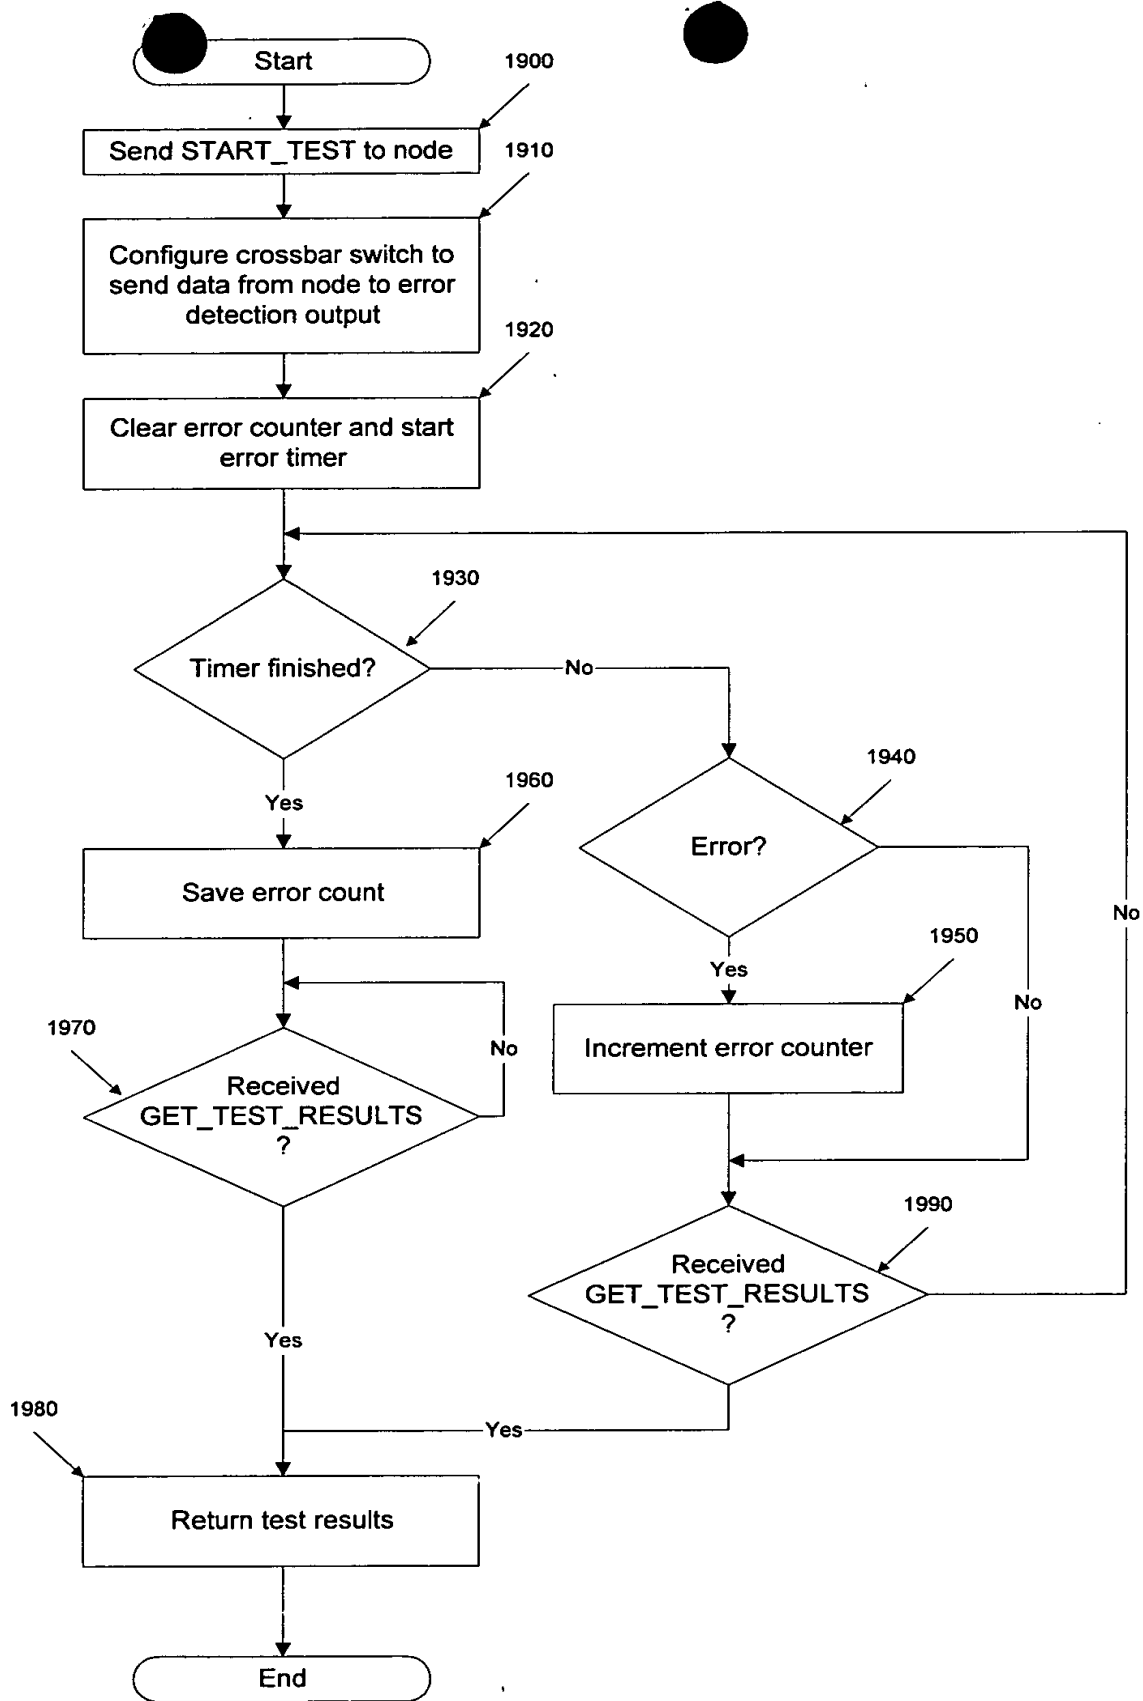 Start
1900
Send START_TEST to node
1910
Configure crossbar switch to
send data from node to error
detection output
1920
Clear error counter and start
error timer
1930
Timer finished?
No
1940
Yes
1960
Error?
Save error count
No
1950
Yes
No
1970
No
Increment error counter
Received
GET_TEST_RESULTS
?
1990
Received
GET_TEST_RESULTS
?
Yes
1980
Yes
Return test results
End